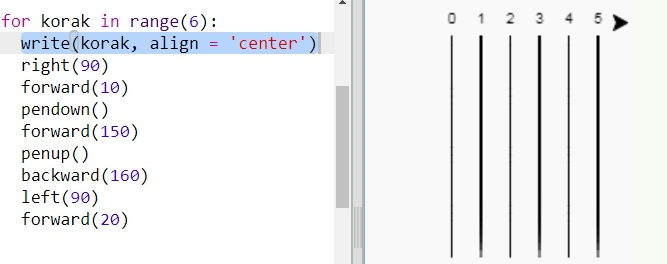 for korak in range(6):
write(korak, align = 'center')
right(90)
forward(10)
pendown()
forward(150)
penup()
backward(160)
left(90)
forward(20)
0 1 2 3 4 5